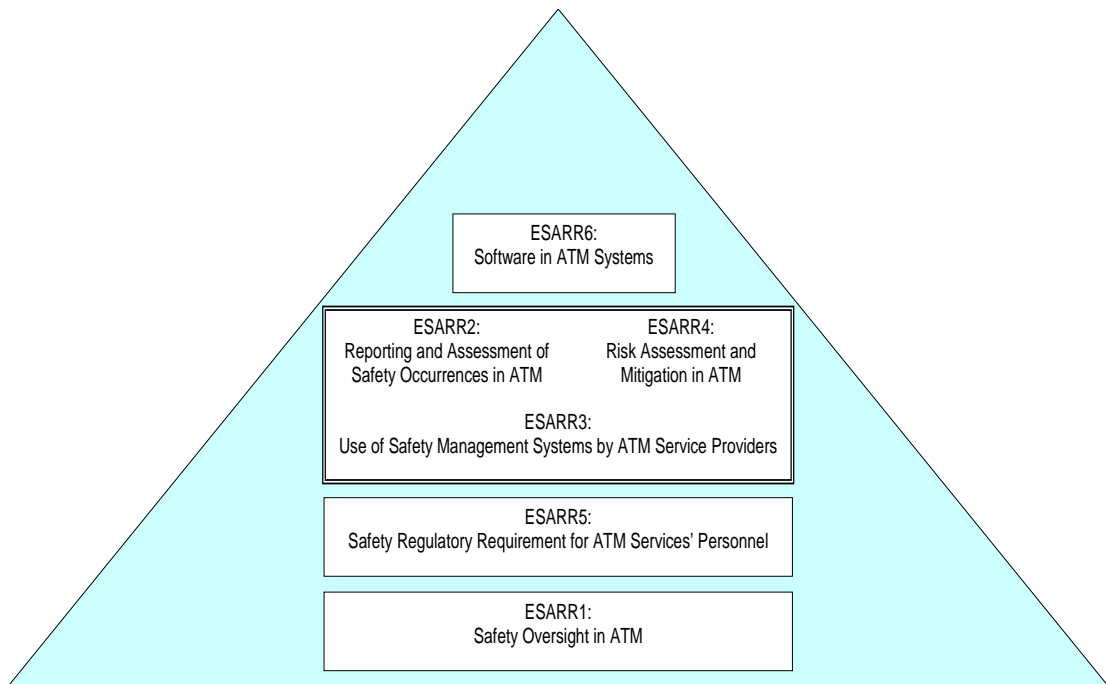 ESARR6:
Software in ATM Systems
ESARR2:
Reporting and Assessment of
Safety Occurrences in ATM
ESARR4:
Risk Assessment and
Mitigation in ATM
ESARR3:
Use of Safety Management Systems by ATM Service Providers
ESARR5:
Safety Regulatory Requirement for ATM Services’ Personnel
ESARR1:
Safety Oversight in ATM